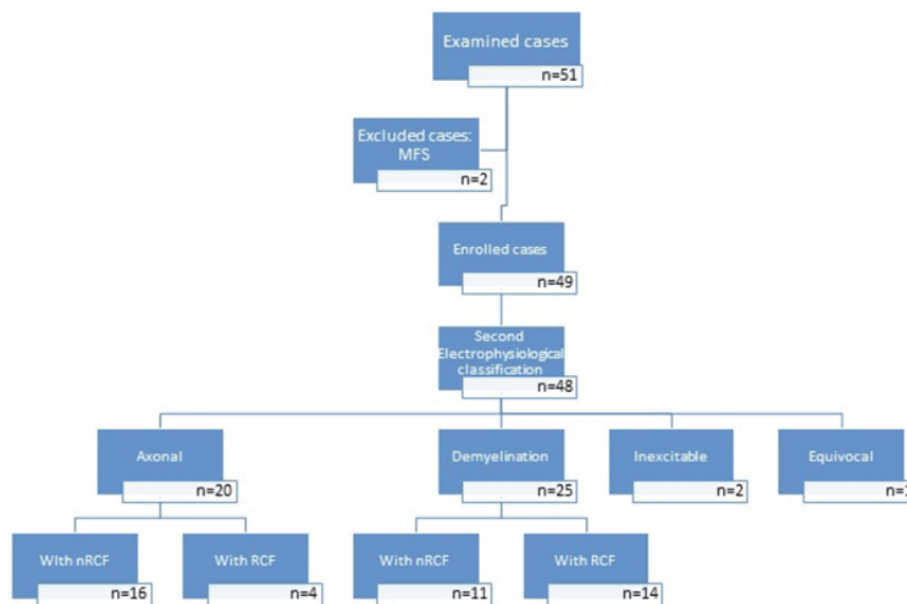 Examined cases
n=51
Excluded cases:
MFS
n=2
Enrolled cases
n=49
Second
Electrophysiological
classification
n=48
Axonal
n=20
Demyelination
n=25
Inexcitable
n=2
Equivocal
n=1
With nRCF
n=16
With RCF
n=4
With nRCF
n=11
With RCF
n=14